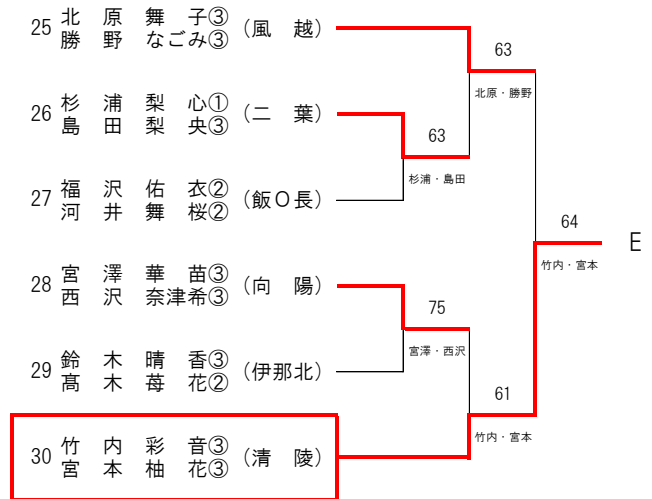 25 北原舞子③ (風越)
勝野なごみ③
63
北原・勝野
26 杉浦梨心① (二葉)
島田梨央③
63
杉浦・島田
27 福沢佑衣② (飯O長)
河井舞桜②
64
竹内・宮本
E
28 宮澤華苗③ (向陽)
西沢奈津希③
75
宮澤・西沢
29 鈴木晴香③ (伊那北)
髙木苺花②
61
竹内・宮本
30 竹内彩音③ (清陵)
宮本柚花③